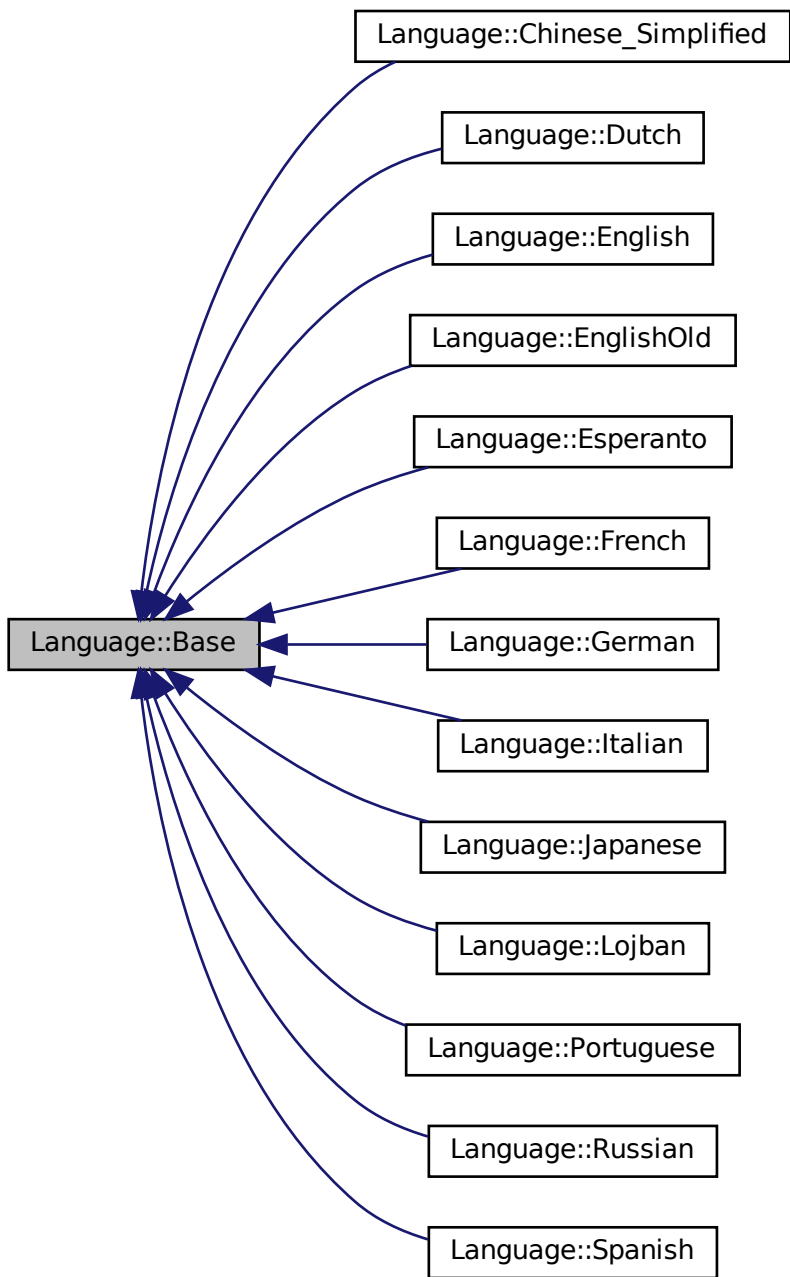 Language::Chinese_Simplified
Language::Dutch
Language::English
Language::EnglishOld
Language::Esperanto
Language::French
Language::Base
Language::German
Language::Italian
Language::Japanese
Language::Lojban
Language::Portuguese
Language::Russian
Language::Spanish